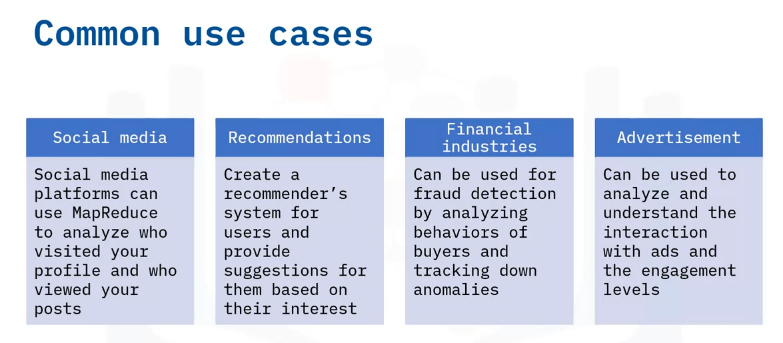 Common use cases
Social media
Social media
platforms can
use MapReduce
to analyze who
visited your
profile and who
viewed your
posts
Recommendations
Create a
recommender’s
system for
users and
provide
suggestions for
them based on
their interest
Financial
industries
Can be used for
fraud detection
by analyzing
behaviors of
buyers and
tracking down
anomalies
Advertisement
Can be used to
analyze and
understand the
interaction
with ads and
the engagement
levels